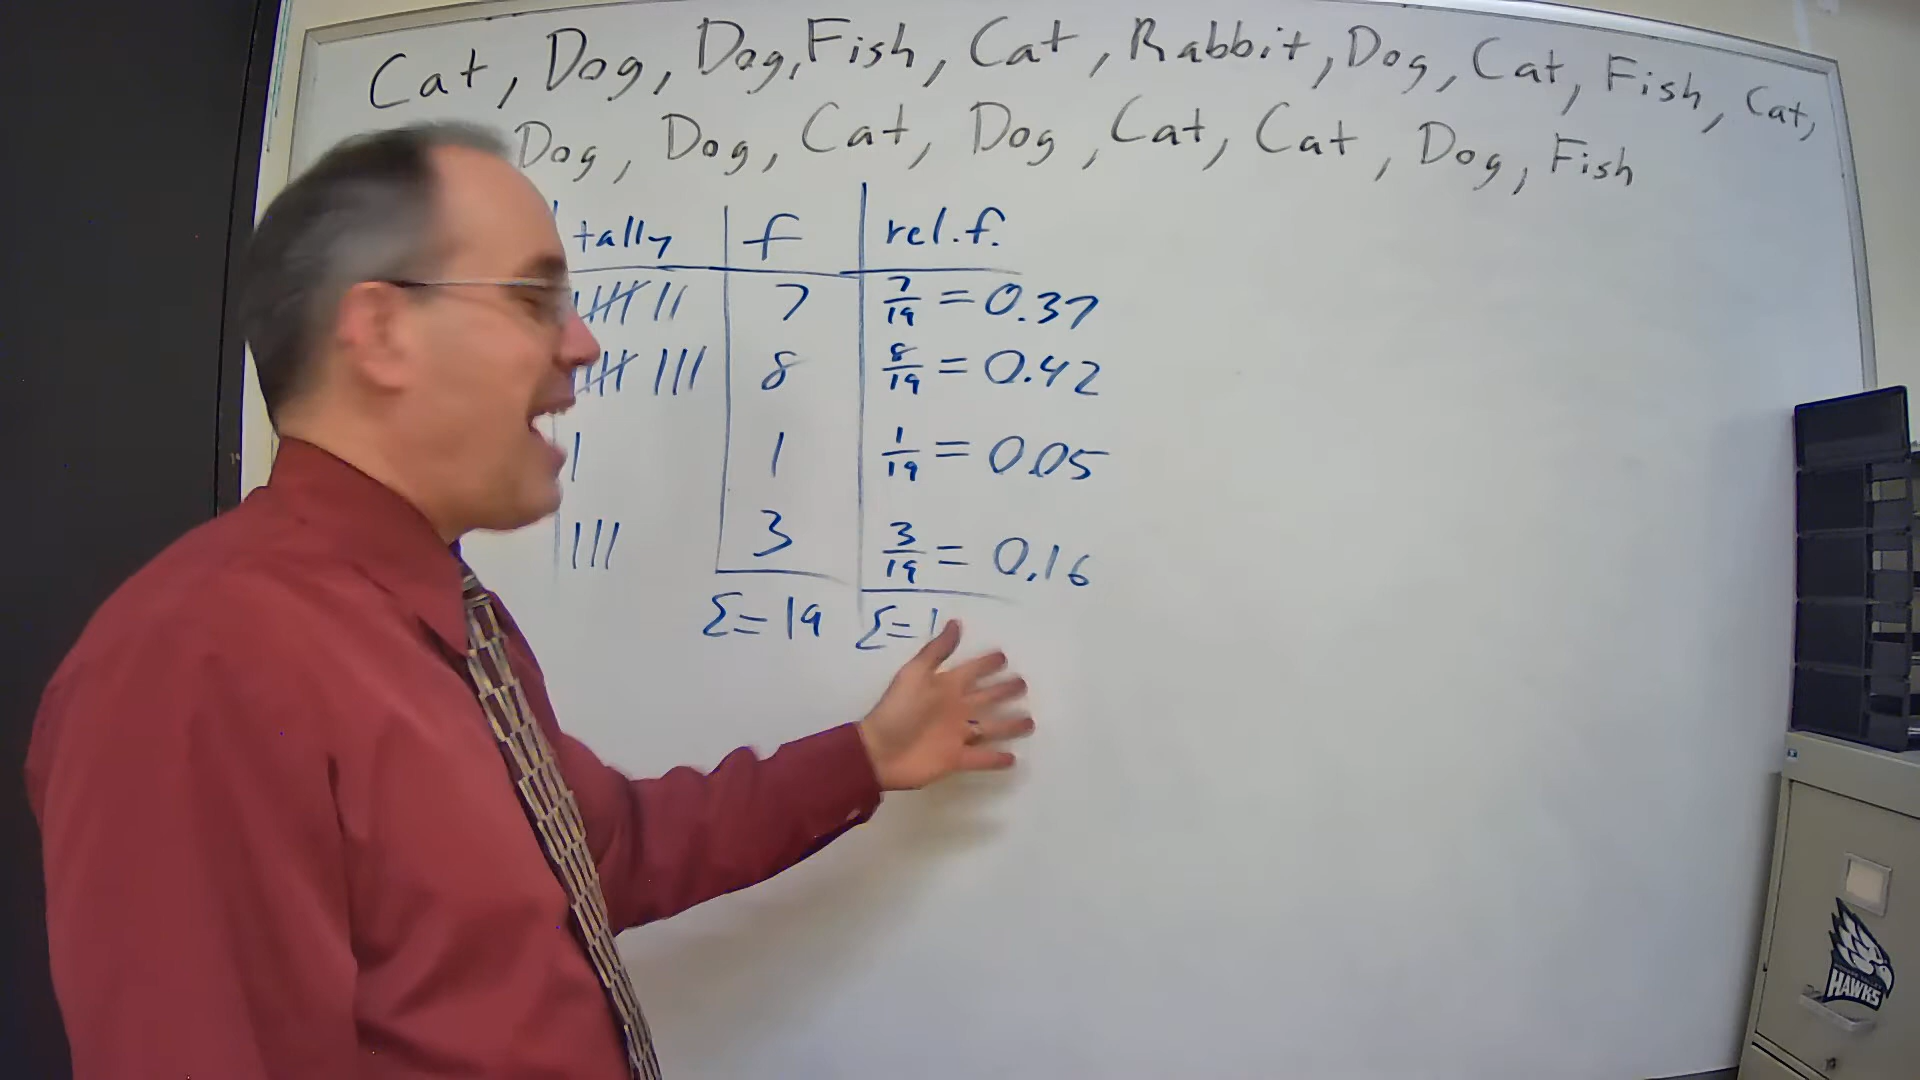 Cat, Dog, Dog, Fish, Cat, Rabbit, Dog, Cat, Fish, Cat,
Dog, Dog, Cat, Dog, Cat, Cat, Dog, Fish
tally f rel.f.
7 7/19 = 0.37
8 8/19 = 0.42
1 1/19 = 0.05
3 3/19 = 0.16
Σ=19 Σ=1
HAWKS